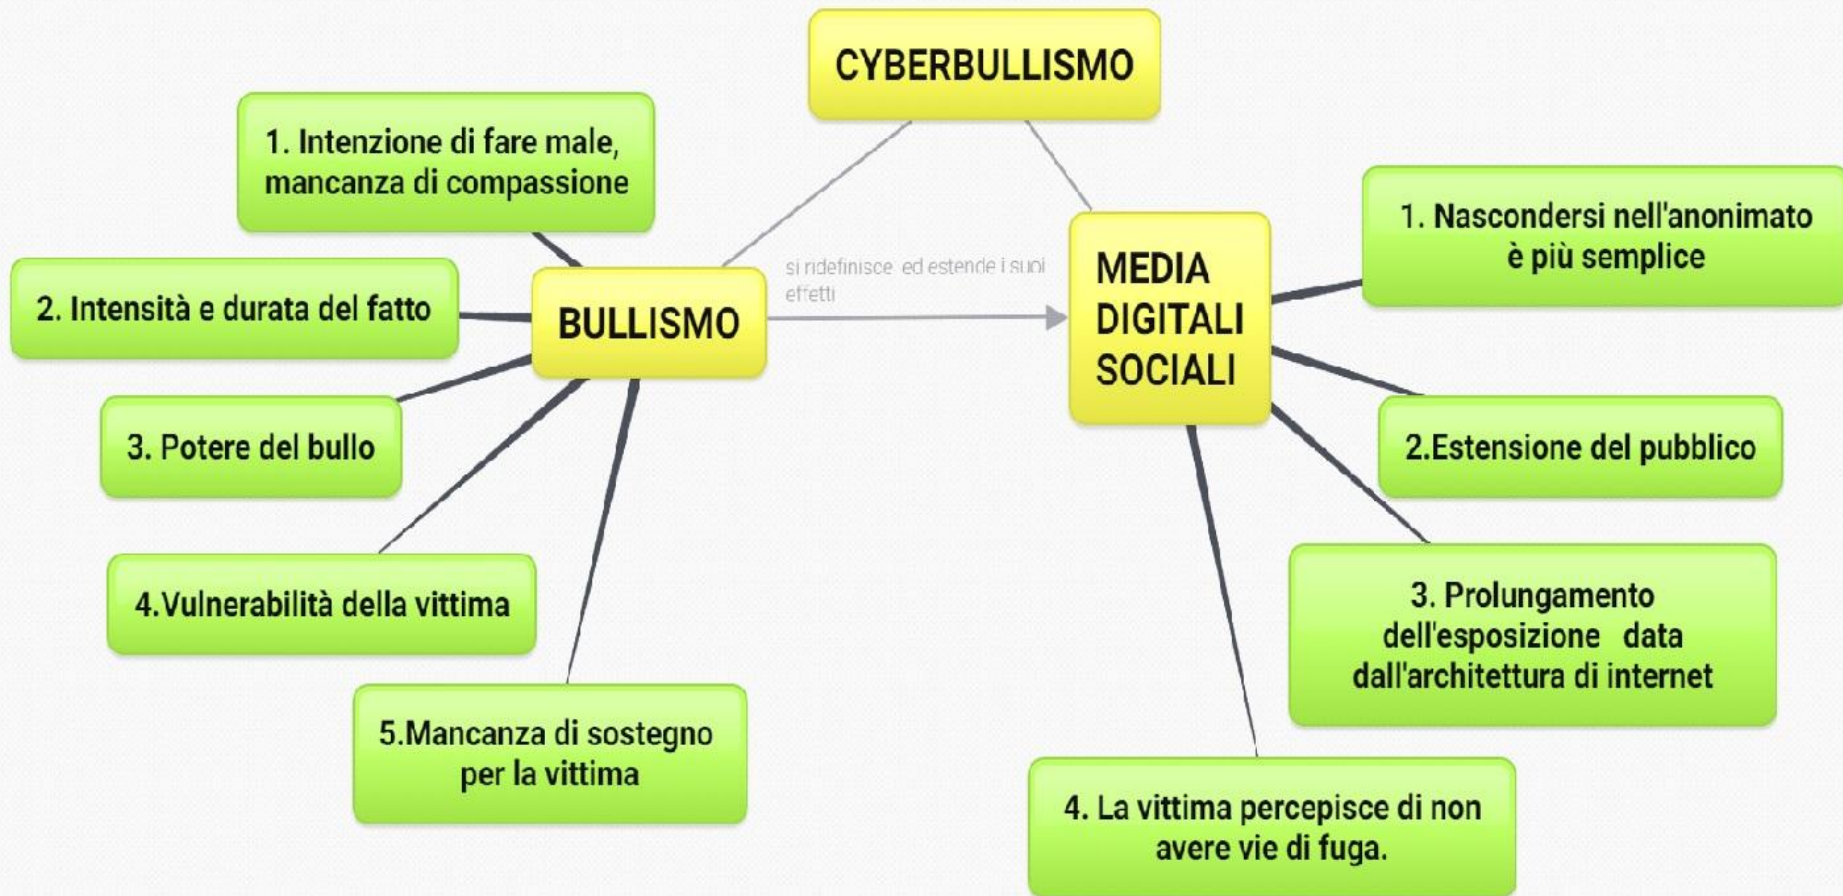 CYBERBULLISMO
1. Intenzione di fare male,
mancanza di compassione
2. Intensità e durata del fatto
BULLISMO
3. Potere del bullo
4.Vulnerabilità della vittima
5.Mancanza di sostegno
per la vittima
si ridefinisce ed estende i suoi
effetti
MEDIA
DIGITALI
SOCIALI
1. Nascondersi nell'anonimato
è più semplice
2.Estensione del pubblico
3. Prolungamento
dell'esposizione data
dall'architettura di internet
4. La vittima percepisce di non
avere vie di fuga.